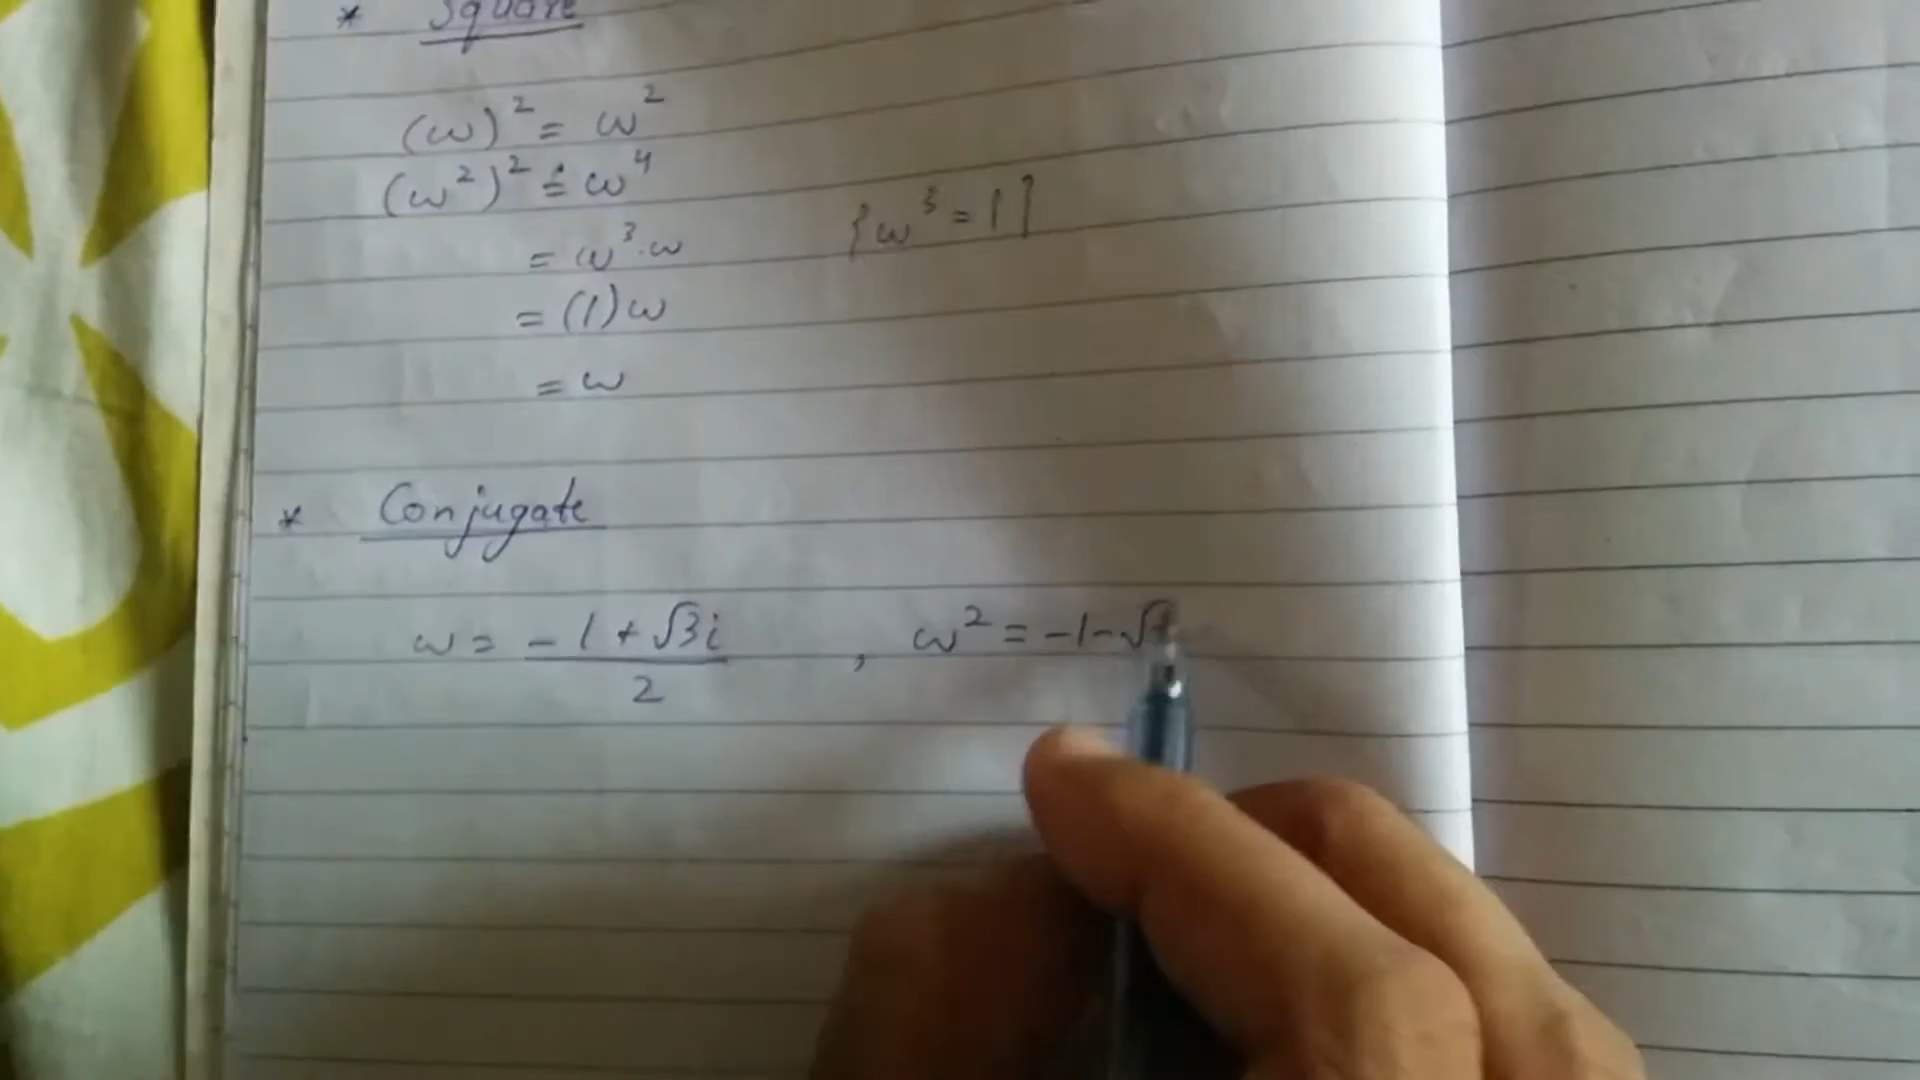 * Square
(ω)² = ω²
(ω²)² = ω⁴
= ω³.ω {ω³ = 1}
= (1)ω
= ω
* Conjugate
ω = (-1+√3i)/2 , ω² = -1-√